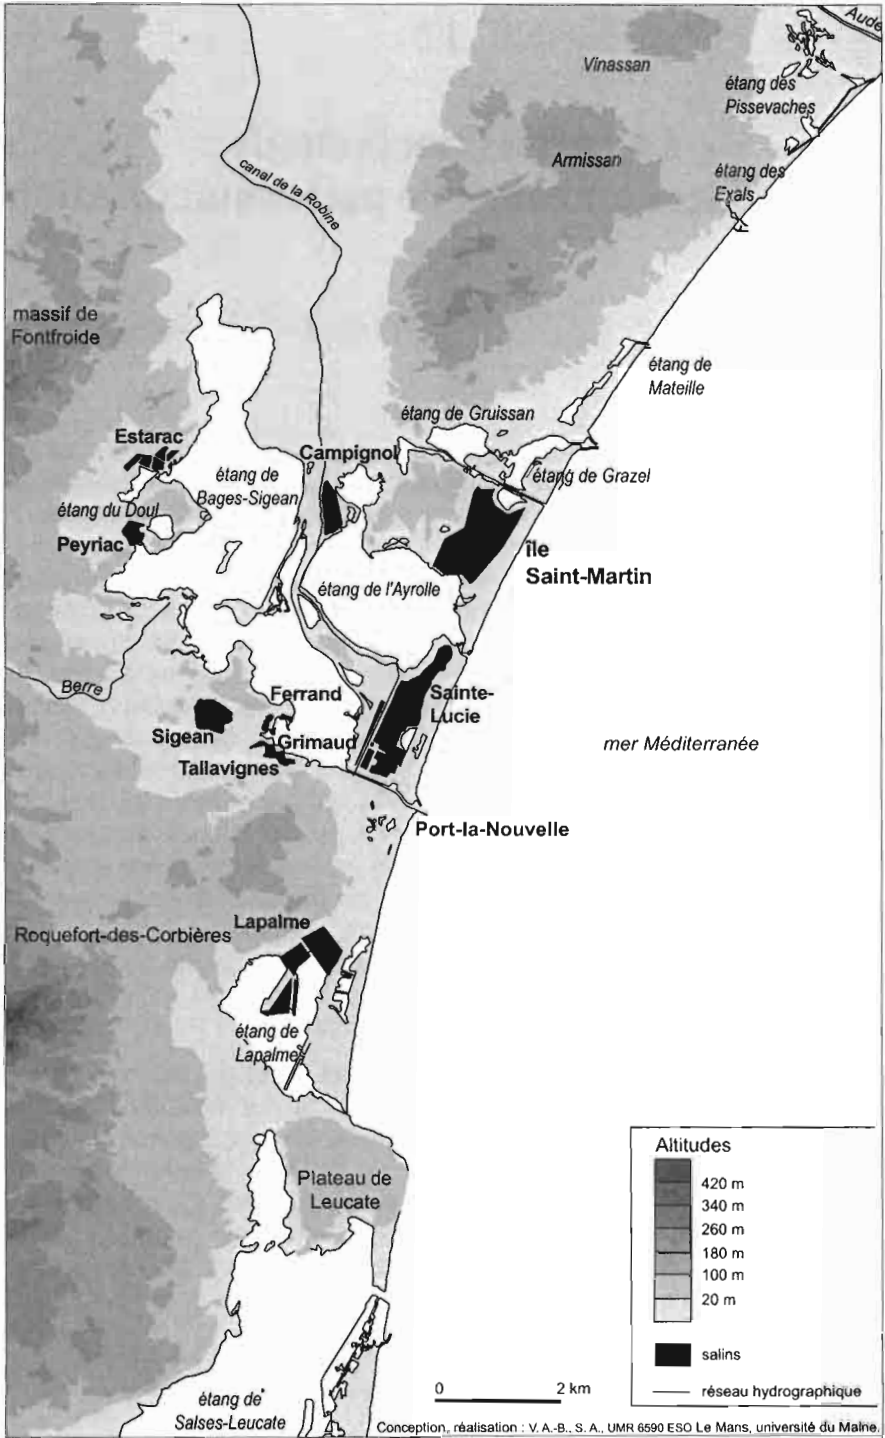 Aude
Vinassan
étang des
Pissevaches
Armissan
canal de la Robine
étang des
Exals
massif de
Fontfroide
étang de
Mateille
étang de Gruissan
Estarac
Campignol
étang de
Bages-Sigean
étang de Grazel
étang du Doul
Peyriac
île
Saint-Martin
étang de l'Ayrolle
Berre
Ferrand
Sainte-
Lucie
Sigean
Grimaud
mer Méditerranée
Tallavignes
Port-la-Nouvelle
Lapalme
Roquefort-des-Corbières
étang de
Lapalme
Plateau de
Leucate
Altitudes
420 m
340 m
260 m
180 m
100 m
20 m
salins
réseau hydrographique
0 2 km
étang de
Salses-Leucate
Conception, réalisation : V. A.-B., S. A., UMR 6590 ESO Le Mans, université du Maine.